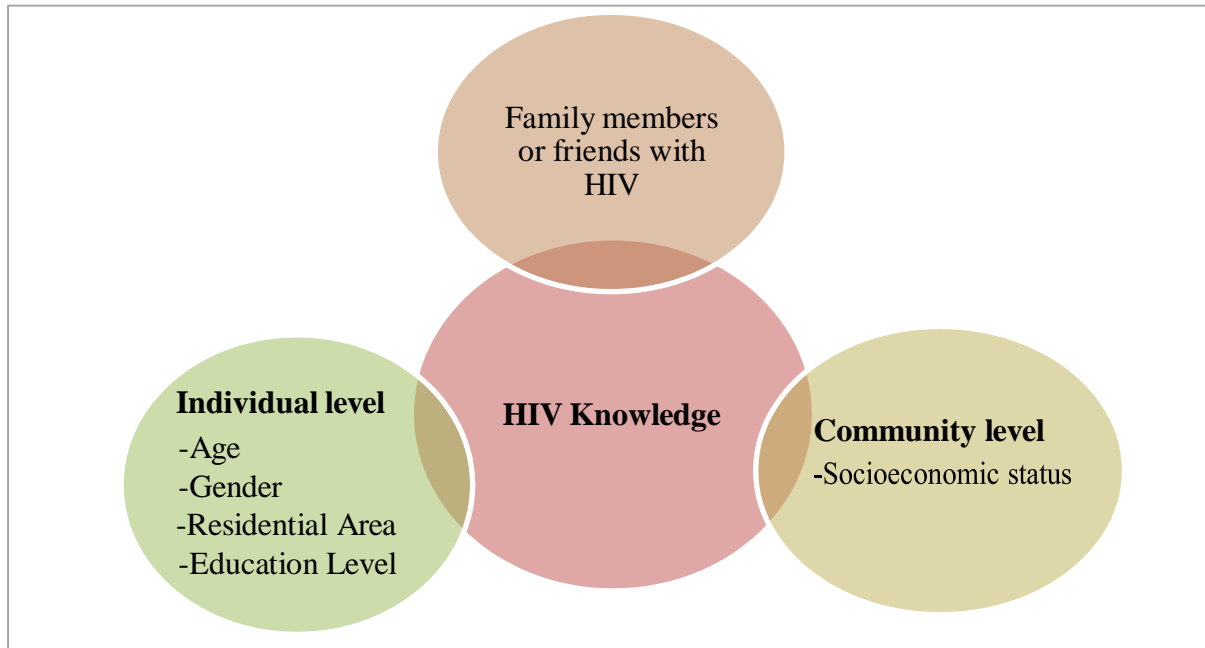 Family members
or friends with
HIV
Individual level
-Age
-Gender
-Residential Area
-Education Level
HIV Knowledge
Community level
-Socioeconomic status